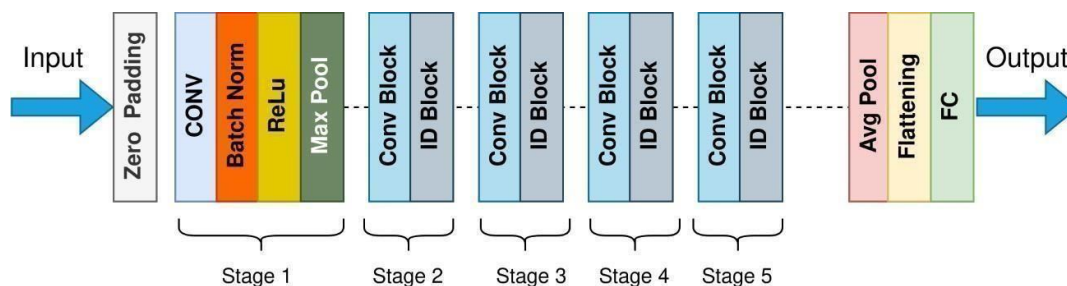 Input
Zero Padding
CONV
Batch Norm
ReLu
Max Pool
Conv Block
ID Block
Conv Block
ID Block
Conv Block
ID Block
Conv Block
ID Block
Avg Pool
Flattening
FC
Output
Stage 1
Stage 2
Stage 3
Stage 4
Stage 5